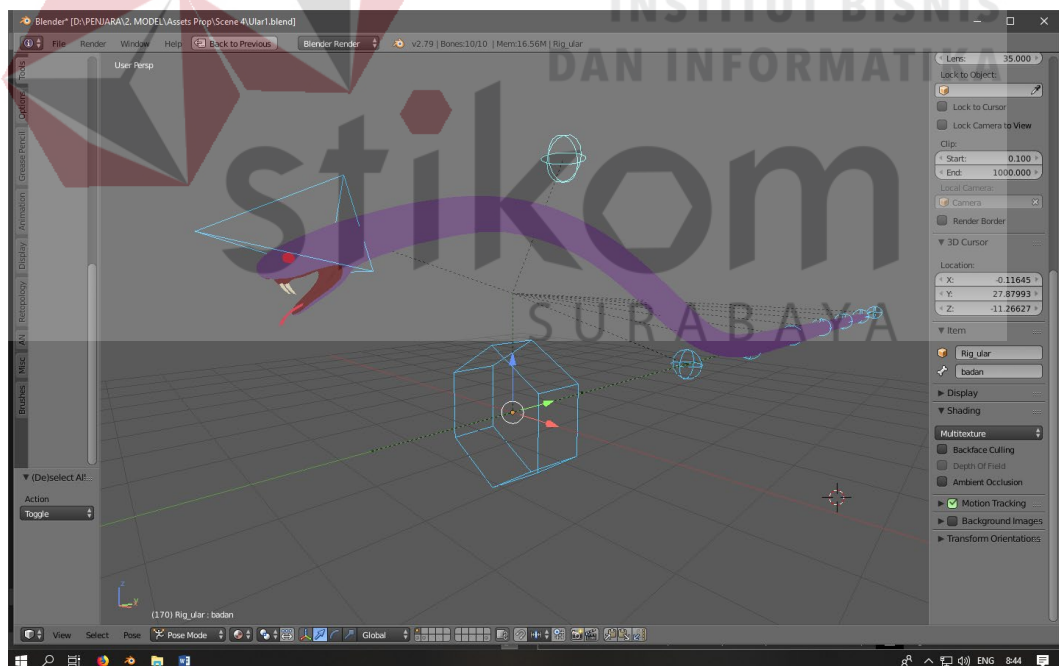 Blender* [D:\PENJARA\2. MODEL\Assets Prop\Scene 4\Ular1.blend]
File Render Window Help Back to Previous Blender Render v2.79 | Bones:10/10 | Mem:16.56M | Rig_ular
INSTITUT BISNIS
DAN INFORMATIKA
stikom
SURABAYA
User Persp
Tools
Options
Grease Pencil
Animation
Display
Retopology
AN
Misc
Brushes
(De)select All
Action
Toggle
Lens: 35.000
Lock to Object:
Lock to Cursor
Lock Camera to View
Clip:
Start: 0.100
End: 1000.000
Local Camera:
Camera
Render Border
3D Cursor
Location:
X: -0.11645
Y: 27.87993
Z: -11.26627
Item
Rig_ular
badan
Display
Shading
Multitexture
Backface Culling
Depth Of Field
Ambient Occlusion
Motion Tracking
Background Images
Transform Orientations
z
y
(170) Rig_ular : badan
View Select Pose Pose Mode Global
ENG 8:44